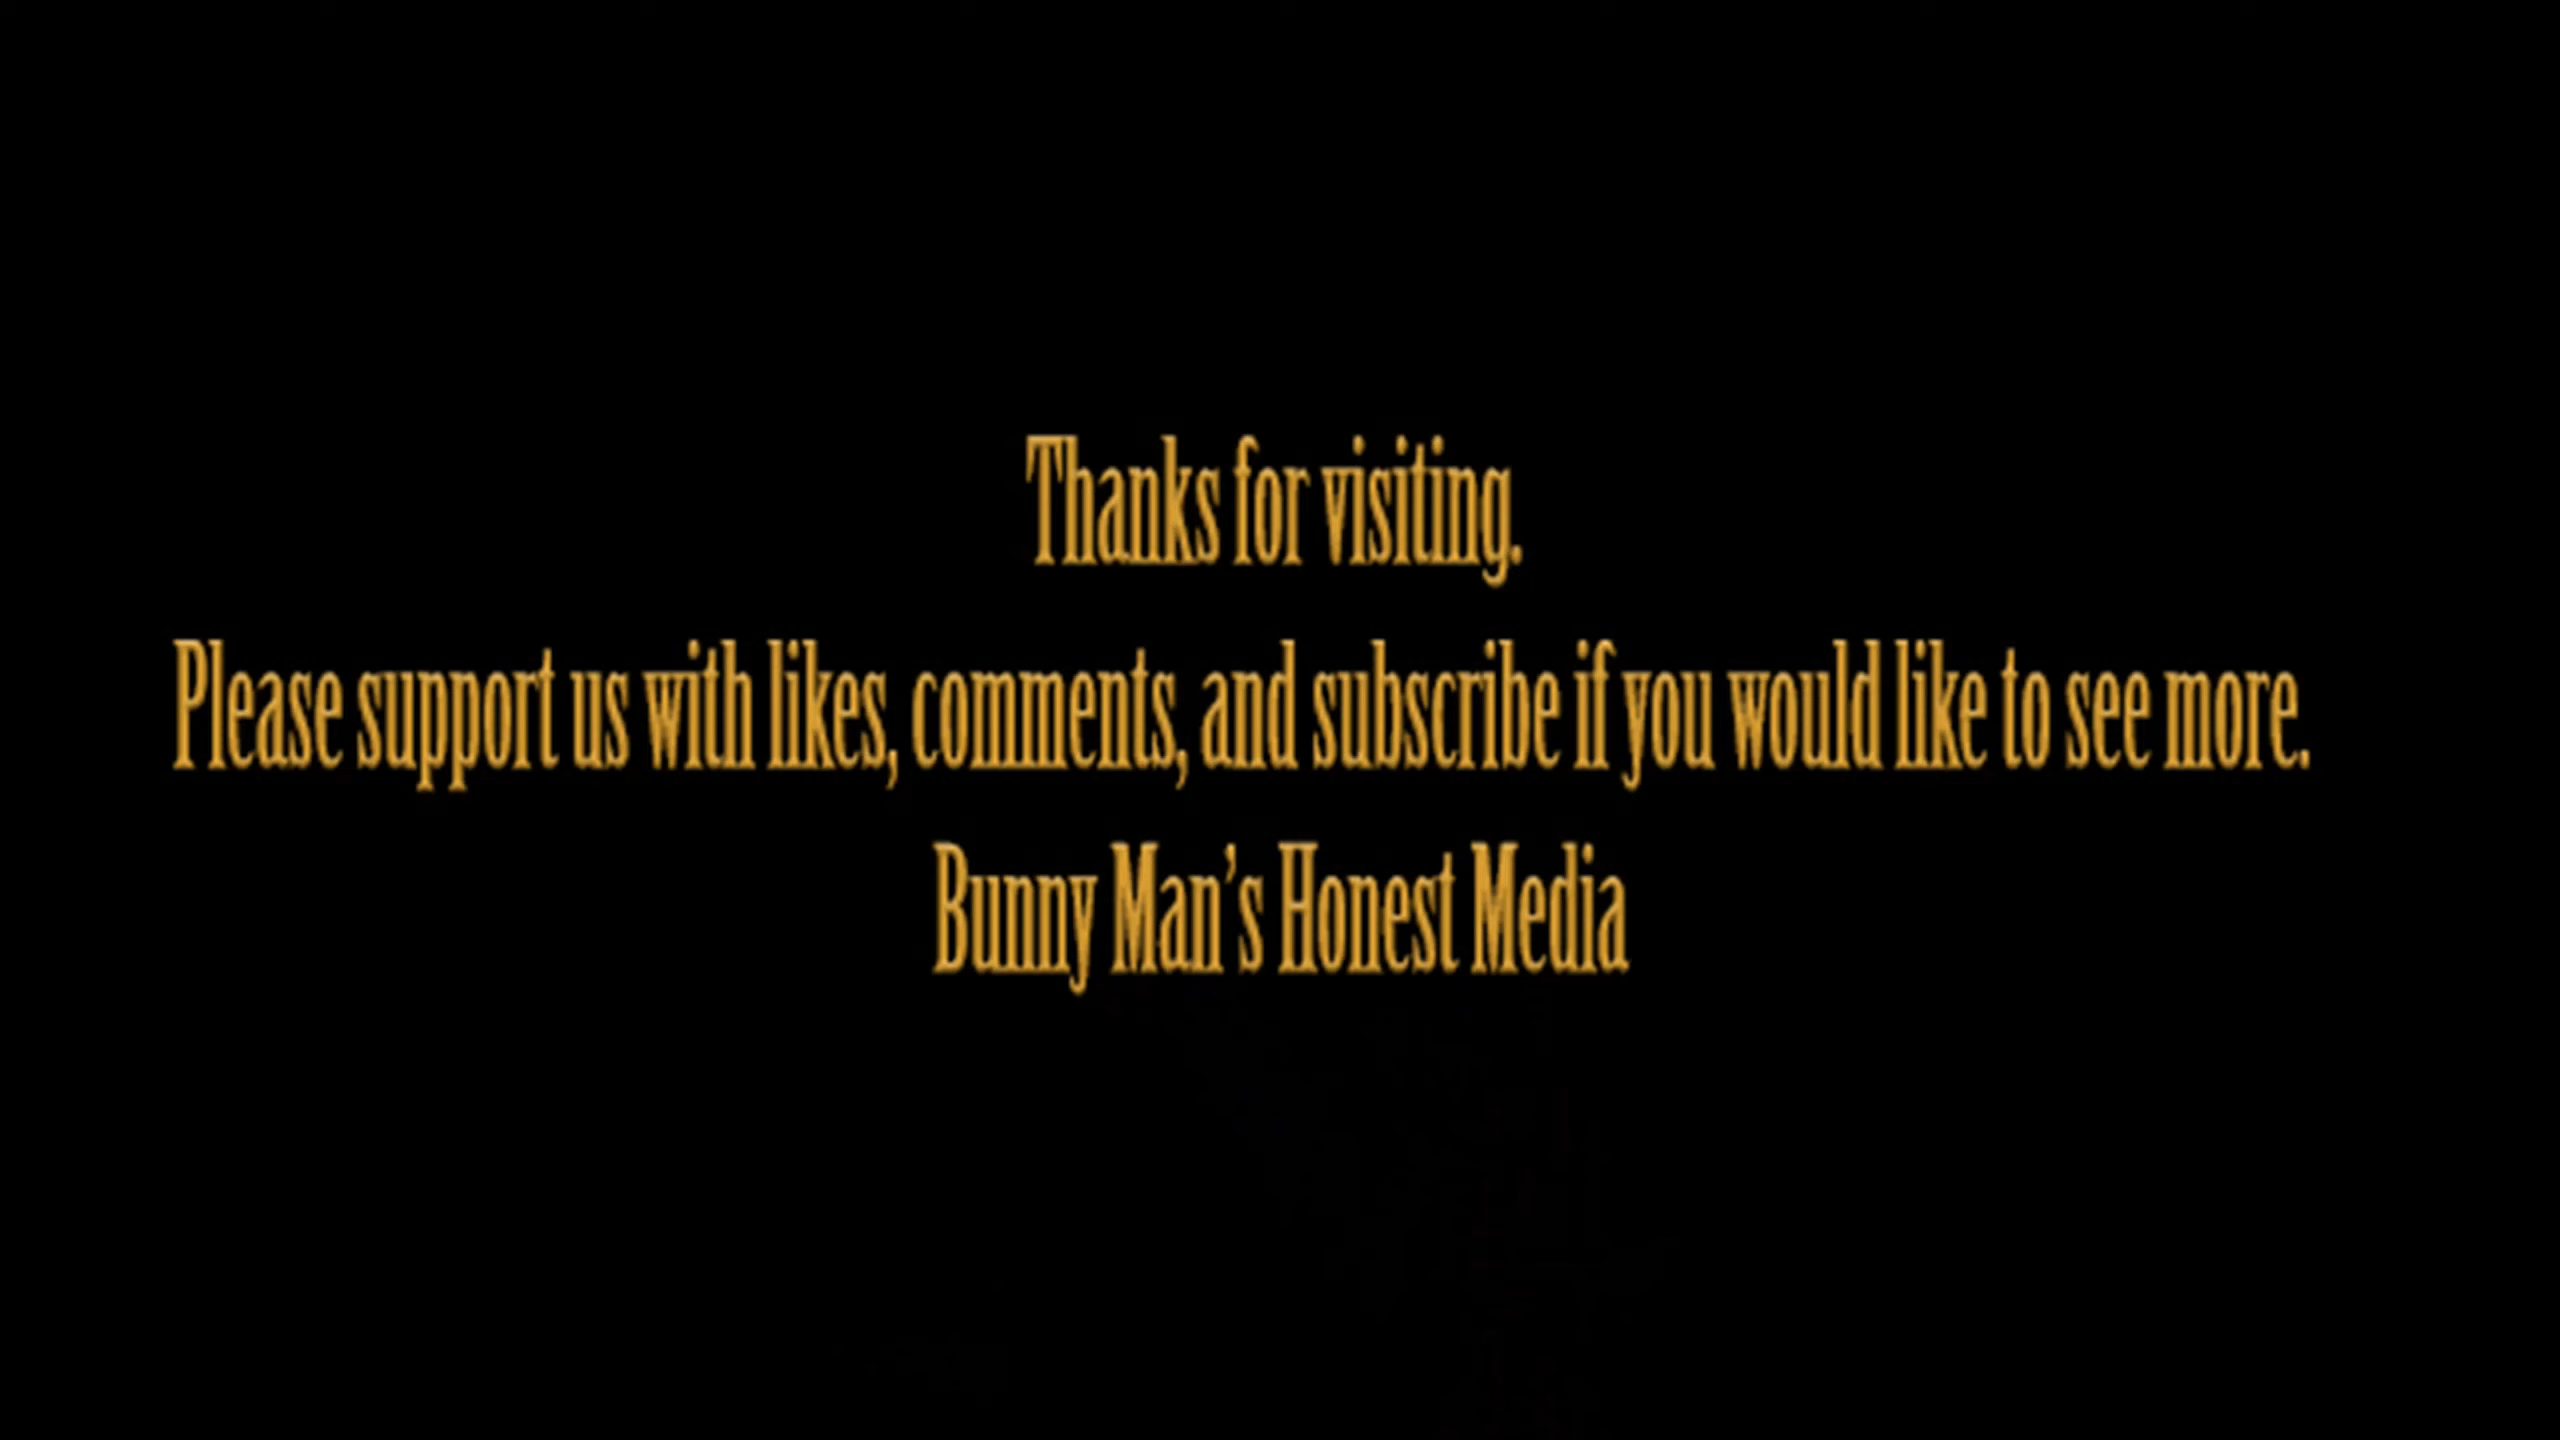 Thanks for visiting.
Please support us with likes, comments, and subscribe if you would like to see more.
Bunny Man’s Honest Media